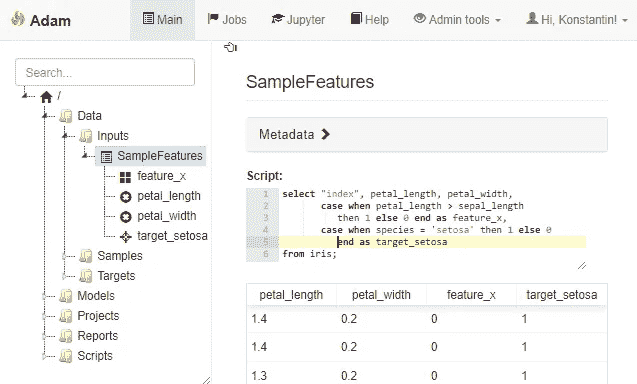 Adam
Main
Jobs
Jupyter
Help
Admin tools
Hi, Konstantin!
Search...
/
Data
Inputs
SampleFeatures
feature_x
petal_length
petal_width
target_setosa
Samples
Targets
Models
Projects
Reports
Scripts
SampleFeatures
Metadata
Script:
1 select "index", petal_length, petal_width,
2 case when petal_length > sepal_length
3 then 1 else 0 end as feature_x,
4 case when species = 'setosa' then 1 else 0
5 end as target_setosa
6 from iris;
petal_length petal_width feature_x target_setosa
1.4 0.2 0 1
1.4 0.2 0 1
1.3 0.2 0 1